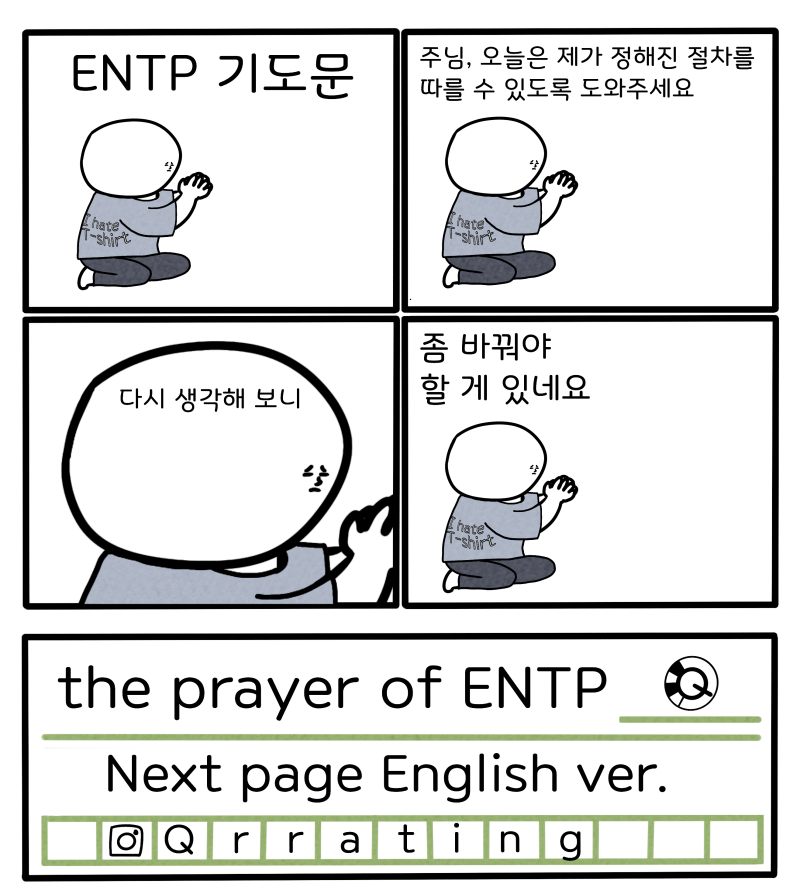 ENTP 기도문
I hate
T-shirt
주님, 오늘은 제가 정해진 절차를
따를 수 있도록 도와주세요
I hate
T-shirt
다시 생각해 보니
좀 바꿔야
할 게 있네요
I hate
T-shirt
the prayer of ENTP
Next page English ver.
Qrrating